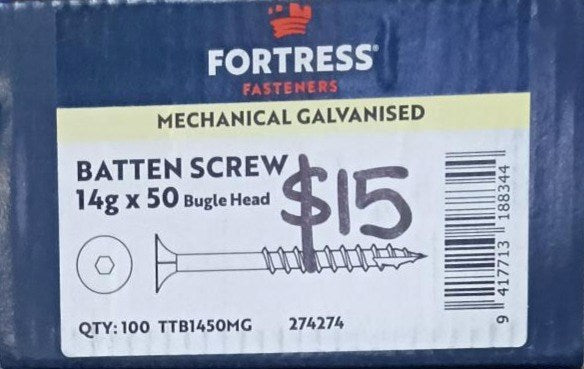 FORTRESS®
FASTENERS
MECHANICAL GALVANISED
BATTEN SCREW
14g x 50 Bugle Head
$15
QTY: 100 TTB1450MG 274274
9 417713 188344